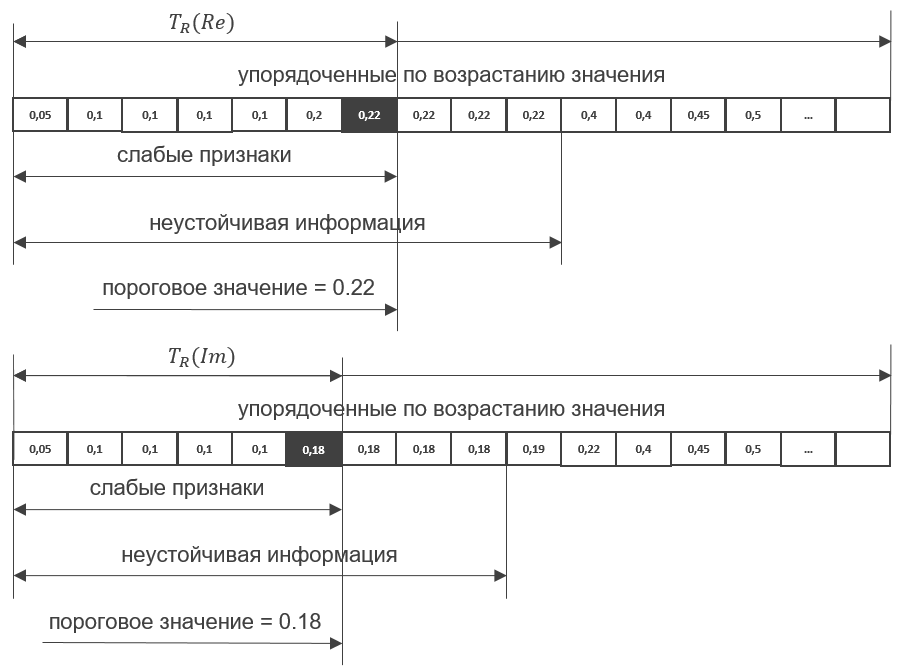 T_R(Re)
упорядоченные по возрастанию значения
0,05 0,1 0,1 0,1 0,1 0,2 0,22 0,22 0,22 0,22 0,4 0,4 0,45 0,5 ...
слабые признаки
неустойчивая информация
пороговое значение = 0.22
T_R(Im)
упорядоченные по возрастанию значения
0,05 0,1 0,1 0,1 0,1 0,18 0,18 0,18 0,18 0,19 0,22 0,4 0,45 0,5 ...
слабые признаки
неустойчивая информация
пороговое значение = 0.18